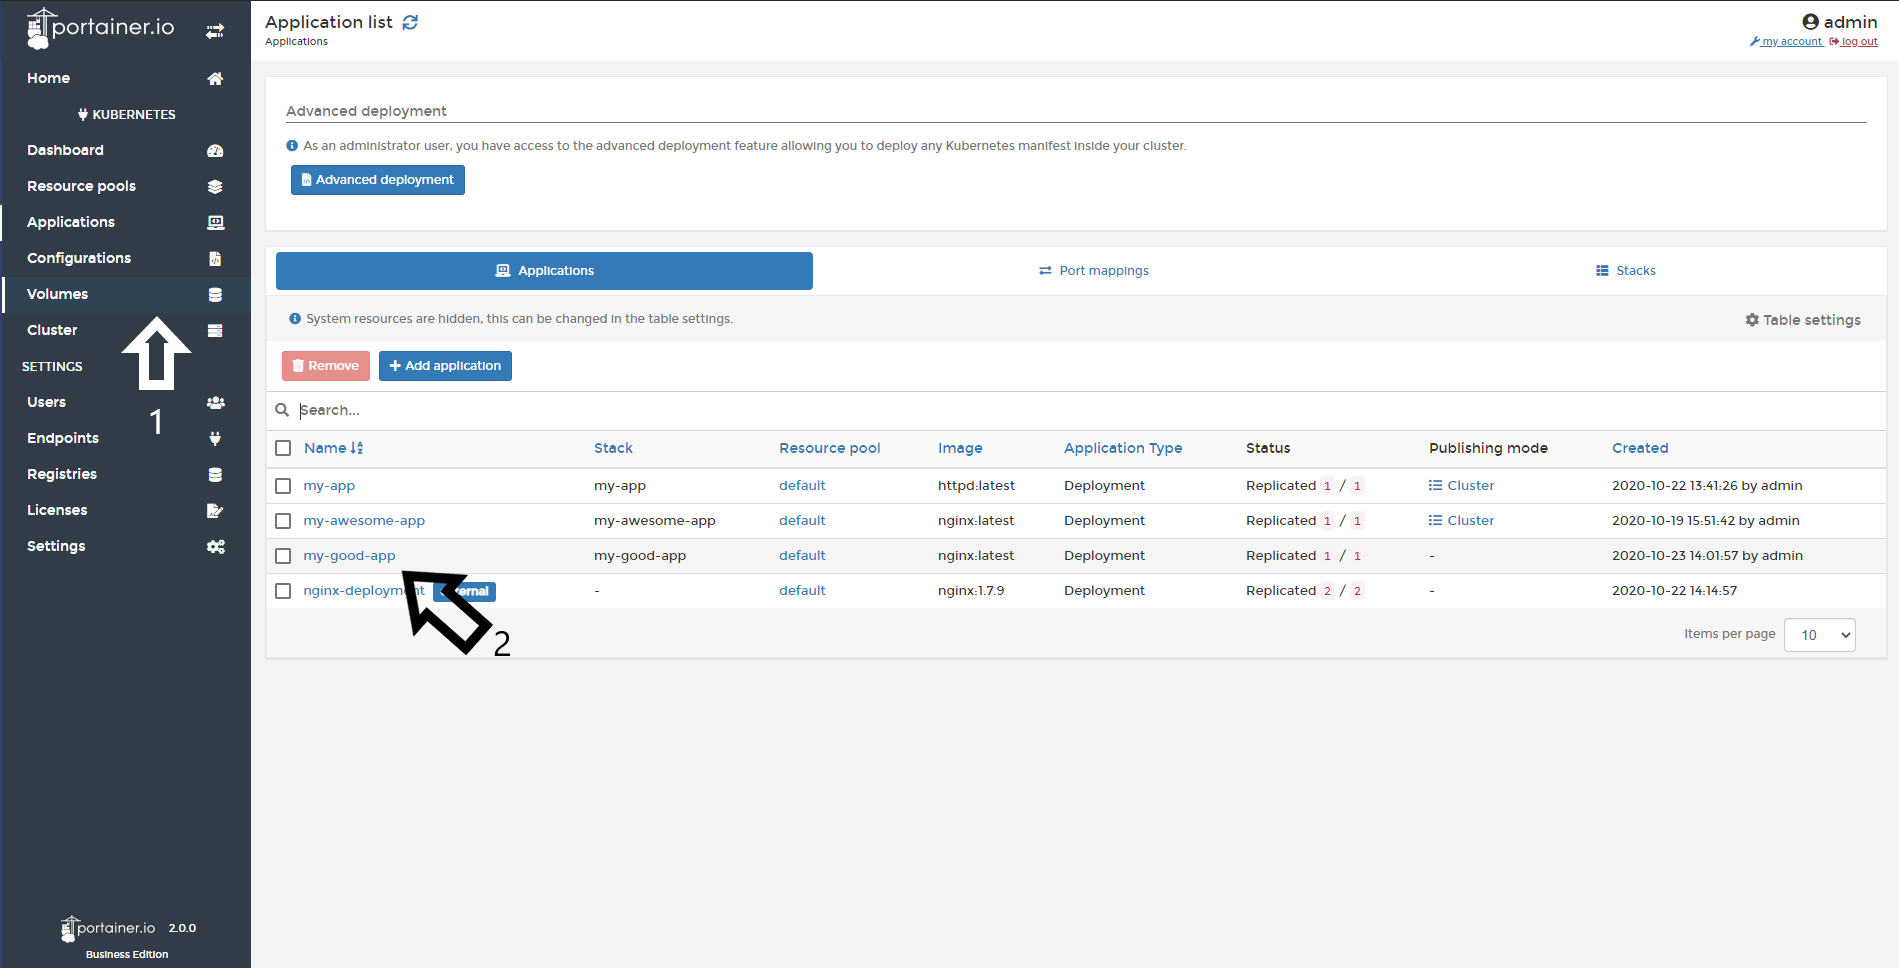 portainer.io
Home
KUBERNETES
Dashboard
Resource pools
Applications
Configurations
Volumes
Cluster
1
SETTINGS
Users
Endpoints
Registries
Licenses
Settings
portainer.io 2.0.0
Business Edition
Application list
Applications
admin
my account log out
Advanced deployment
As an administrator user, you have access to the advanced deployment feature allowing you to deploy any Kubernetes manifest inside your cluster.
Advanced deployment
Applications Port mappings Stacks
System resources are hidden, this can be changed in the table settings. Table settings
Remove Add application
Search...
Name Stack Resource pool Image Application Type Status Publishing mode Created
my-app my-app default httpd:latest Deployment Replicated 1 / 1 Cluster 2020-10-22 13:41:26 by admin
my-awesome-app my-awesome-app default nginx:latest Deployment Replicated 1 / 1 Cluster 2020-10-19 15:51:42 by admin
my-good-app my-good-app default nginx:latest Deployment Replicated 1 / 1 - 2020-10-23 14:01:57 by admin
nginx-deployment - default nginx:1.7.9 Deployment Replicated 2 / 2 - 2020-10-22 14:14:57
2
Items per page 10